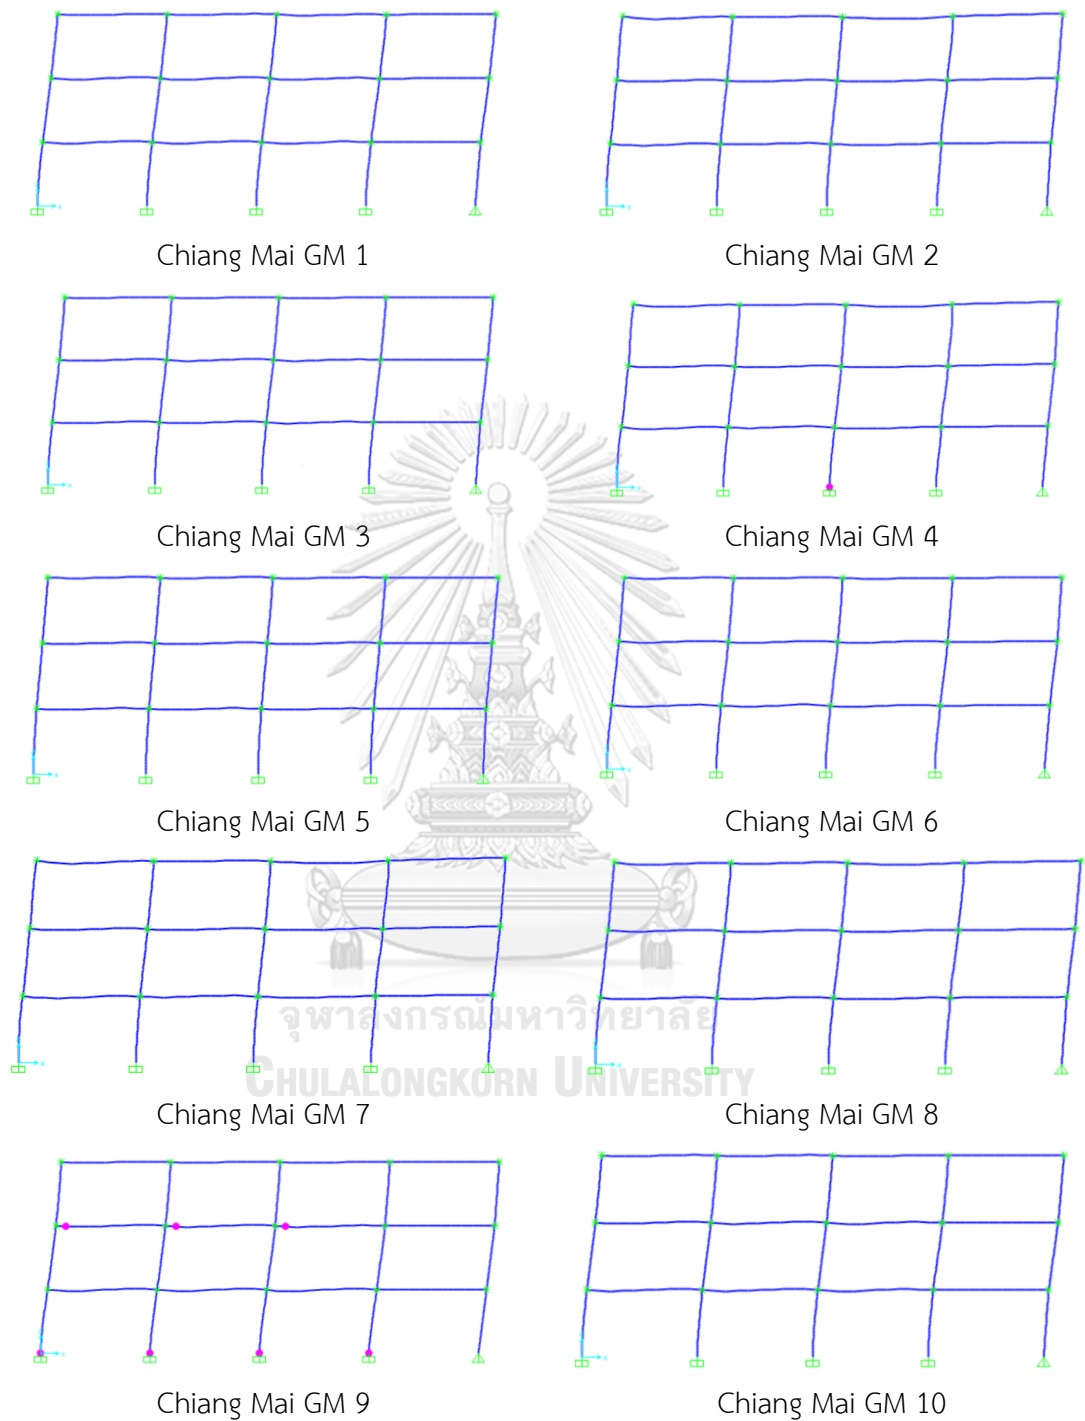 Chiang Mai GM 1
Chiang Mai GM 2
Chiang Mai GM 3
Chiang Mai GM 4
Chiang Mai GM 5
Chiang Mai GM 6
Chiang Mai GM 7
Chiang Mai GM 8
จุฬาลงกรณ์มหาวิทยาลัย
CHULALONGKORN UNIVERSITY
Chiang Mai GM 9
Chiang Mai GM 10